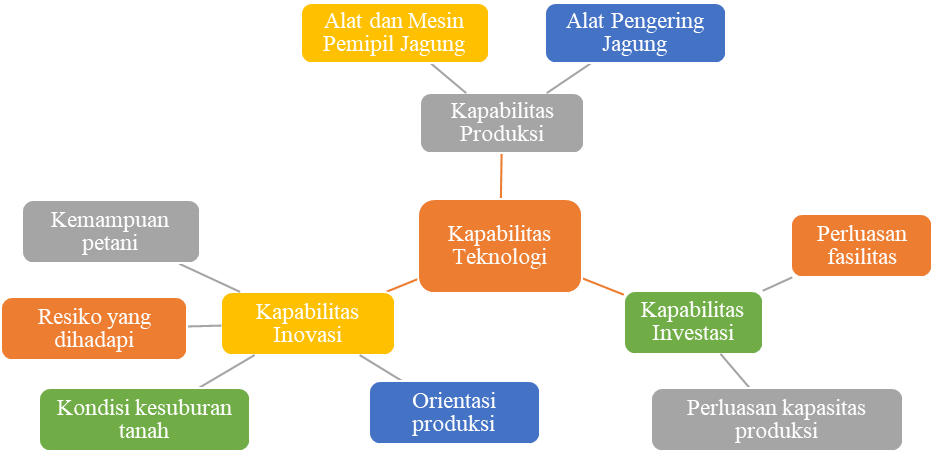 Alat dan Mesin
Pemipil Jagung
Alat Pengering
Jagung
Kapabilitas
Produksi
Kemampuan
petani
Kapabilitas
Teknologi
Perluasan
fasilitas
Resiko yang
dihadapi
Kapabilitas
Inovasi
Kapabilitas
Investasi
Kondisi kesuburan
tanah
Orientasi
produksi
Perluasan kapasitas
produksi